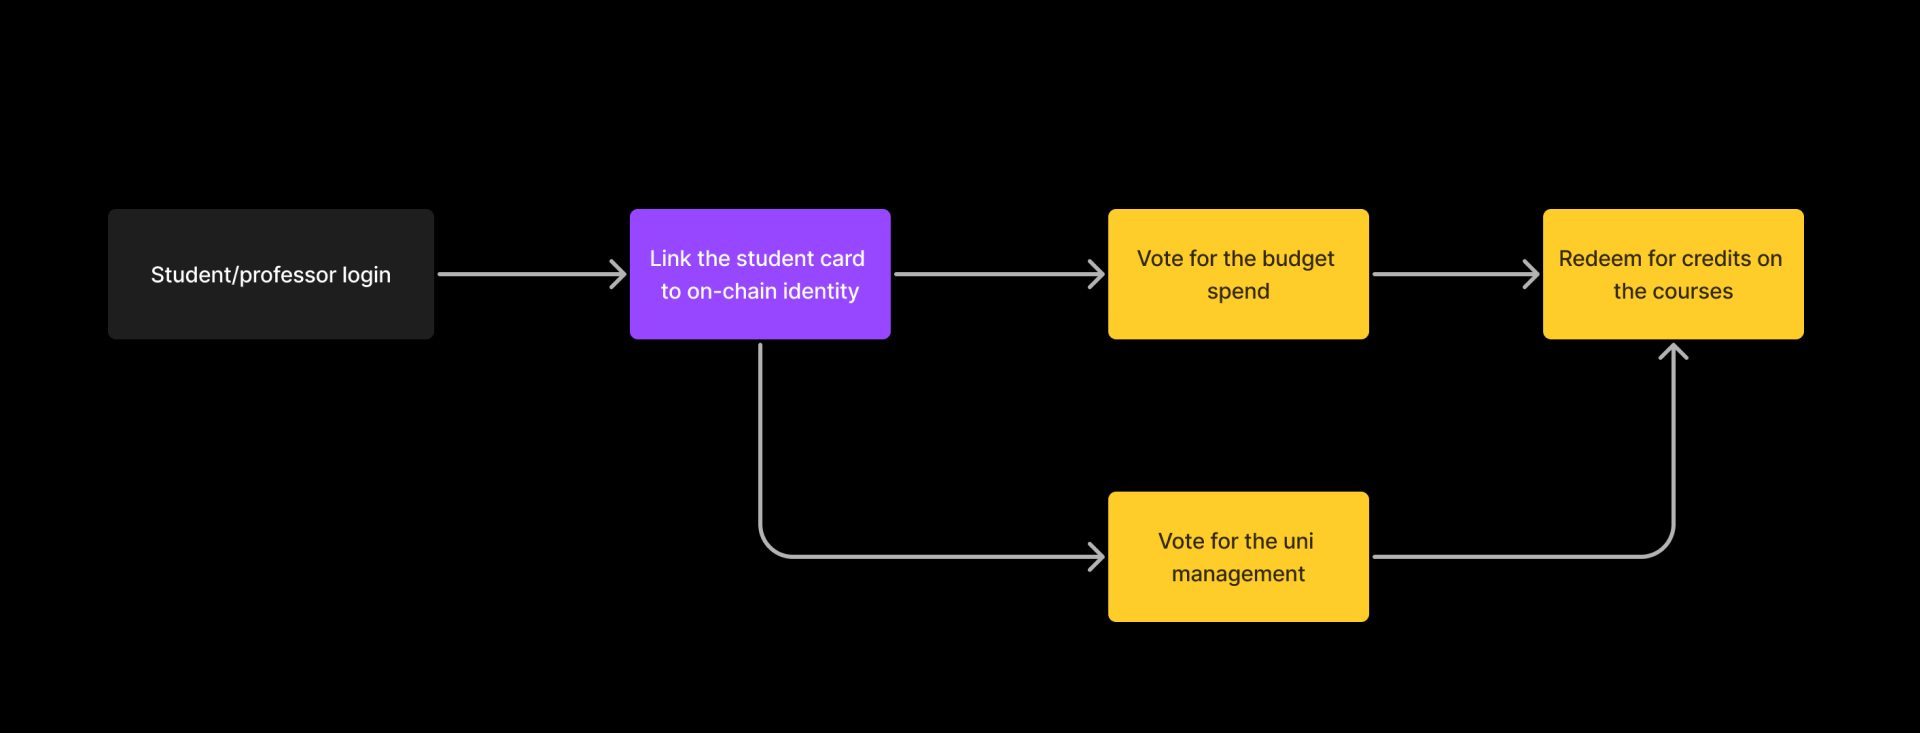 Student/professor login
Link the student card
to on-chain identity
Vote for the budget
spend
Redeem for credits on
the courses
Vote for the uni
management